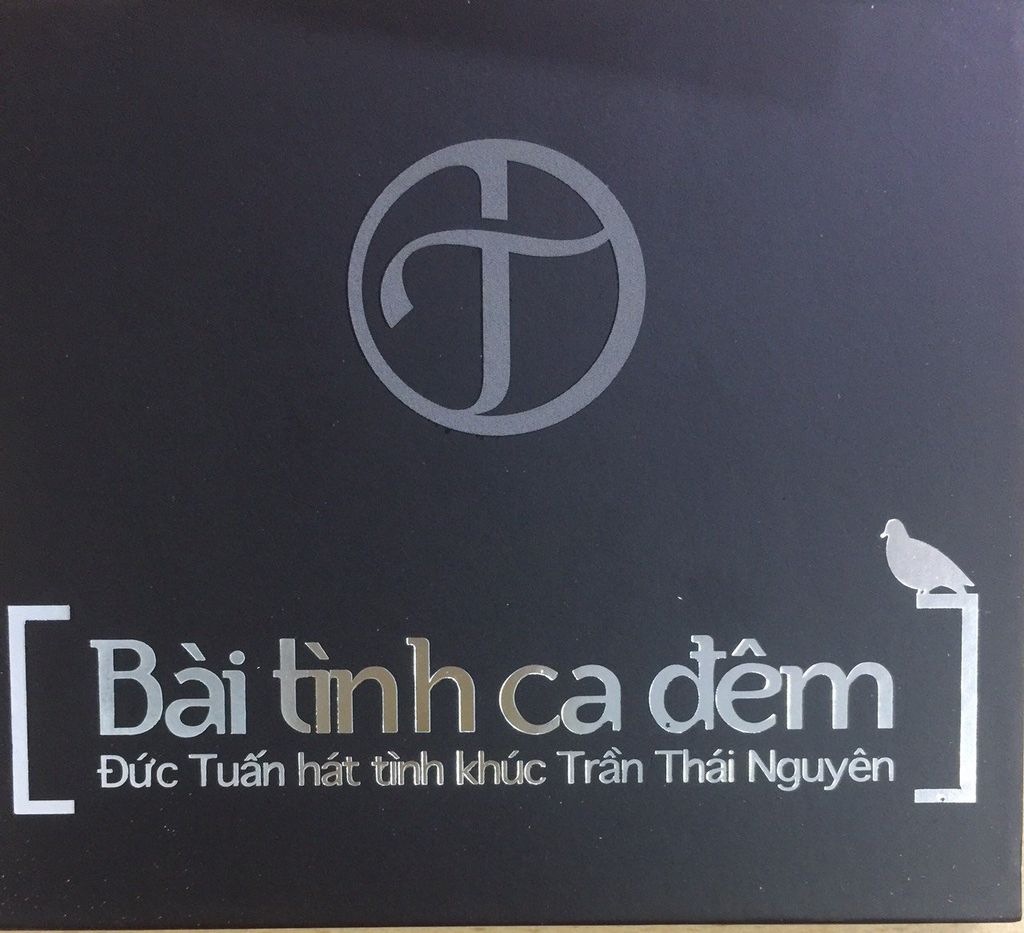 Bài tình ca đêm
Đức Tuấn hát tình khúc Trần Thái Nguyên